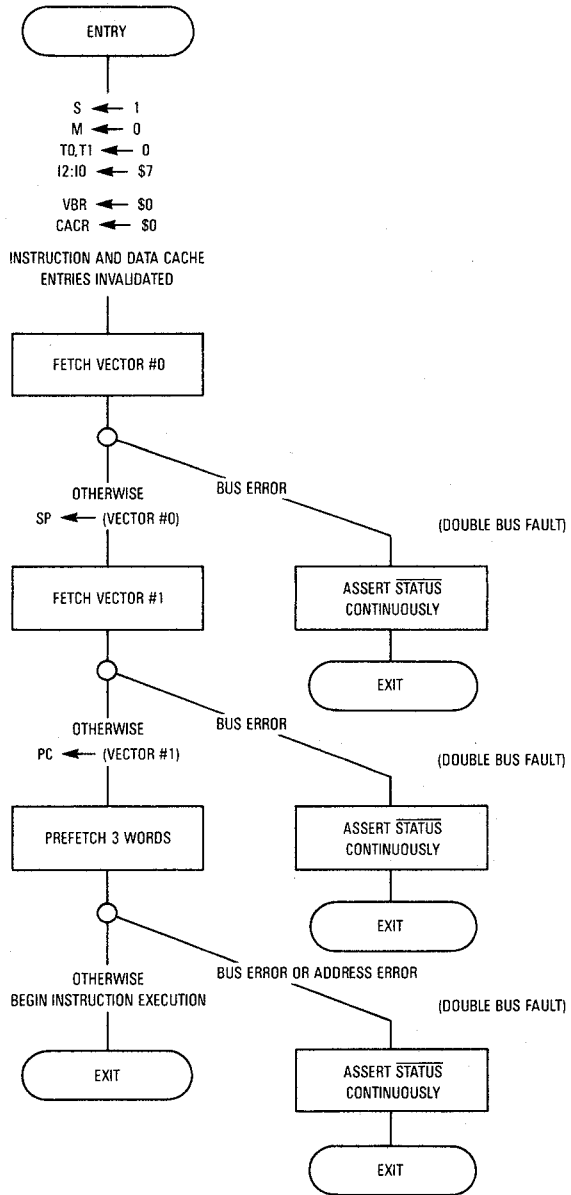 ENTRY
S ← 1
M ← 0
T0,T1 ← 0
I2:I0 ← $7
VBR ← $0
CACR ← $0
INSTRUCTION AND DATA CACHE
ENTRIES INVALIDATED
FETCH VECTOR #0
BUS ERROR
OTHERWISE
SP ← (VECTOR #0)
(DOUBLE BUS FAULT)
FETCH VECTOR #1
ASSERT STATUS
CONTINUOUSLY
EXIT
BUS ERROR
OTHERWISE
PC ← (VECTOR #1)
(DOUBLE BUS FAULT)
PREFETCH 3 WORDS
ASSERT STATUS
CONTINUOUSLY
EXIT
BUS ERROR OR ADDRESS ERROR
OTHERWISE
BEGIN INSTRUCTION EXECUTION
(DOUBLE BUS FAULT)
EXIT
ASSERT STATUS
CONTINUOUSLY
EXIT